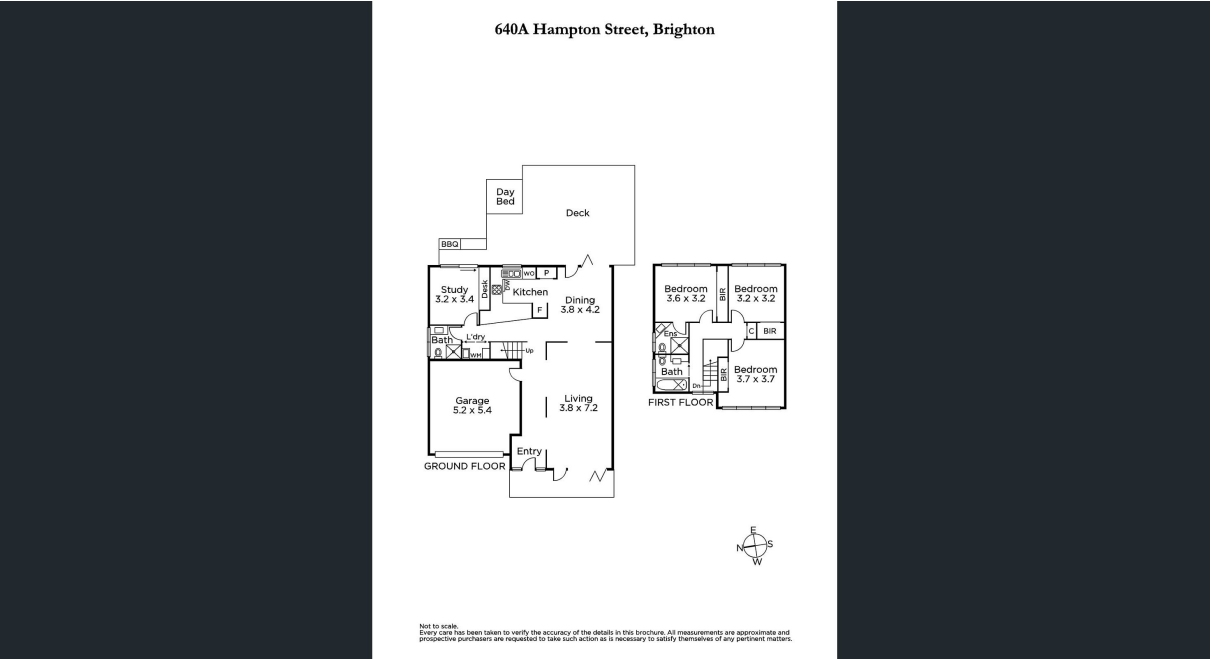 640A Hampton Street, Brighton
Day
Bed
Deck
BBQ
Study
3.2 x 3.4
Desk
WO
P
DW
Kitchen
F
Dining
3.8 x 4.2
Bath
L'dry
WM
Up
Garage
5.2 x 5.4
Living
3.8 x 7.2
Entry
GROUND FLOOR
Bedroom
3.6 x 3.2
BIR
Bedroom
3.2 x 3.2
Ens
C
BIR
Bath
BIR
Bedroom
3.7 x 3.7
Dn
FIRST FLOOR
E
N
S
W
Not to scale.
Every care has been taken to verify the accuracy of the details in this brochure. All measurements are approximate and
prospective purchasers are requested to take such action as is necessary to satisfy themselves of any pertinent matters.